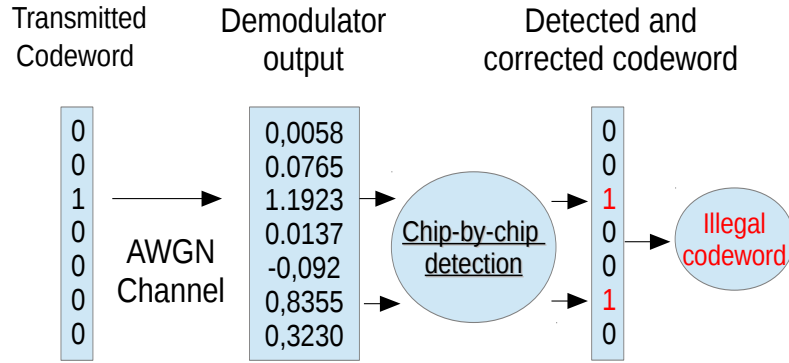 Transmitted
Codeword
0
0
1
0
0
0
0
AWGN
Channel
Demodulator
output
0,0058
0.0765
1.1923
0.0137
-0,092
0,8355
0,3230
Chip-by-chip
detection
Detected and
corrected codeword
0
0
1
0
0
1
0
Illegal
codeword